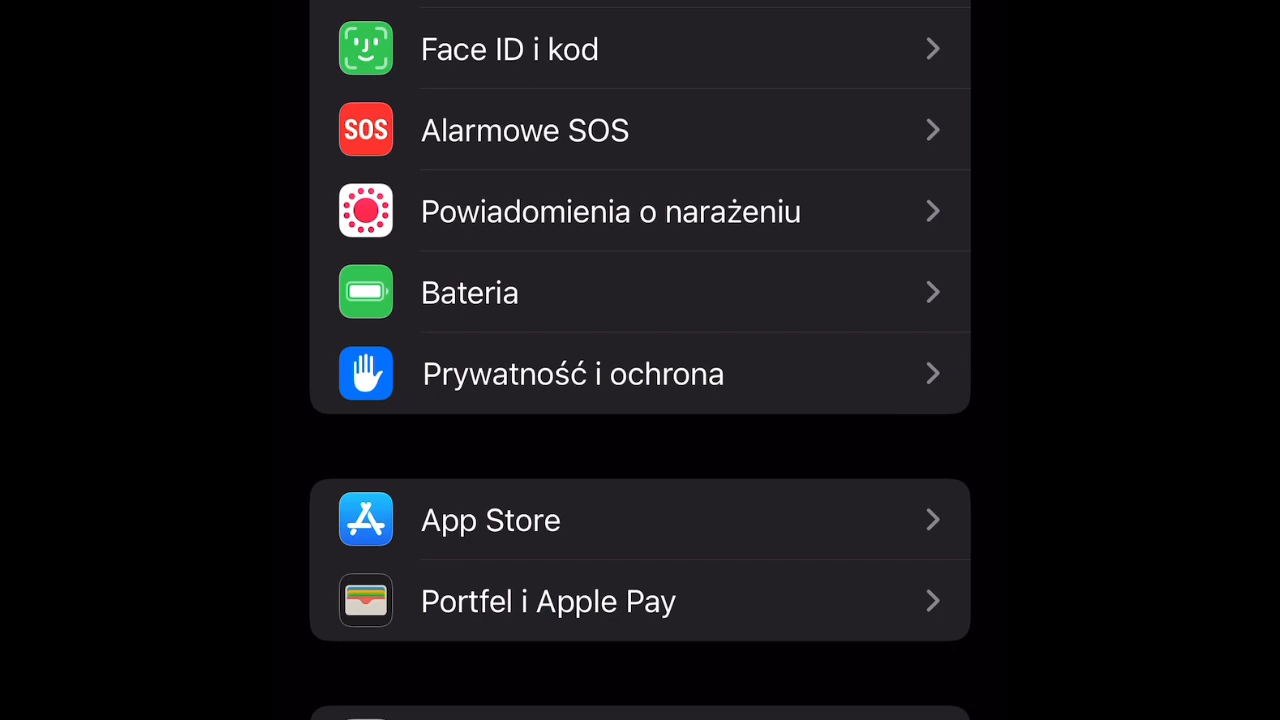 Face ID i kod
SOS
Alarmowe SOS
Powiadomienia o narażeniu
Bateria
Prywatność i ochrona
App Store
Portfel i Apple Pay